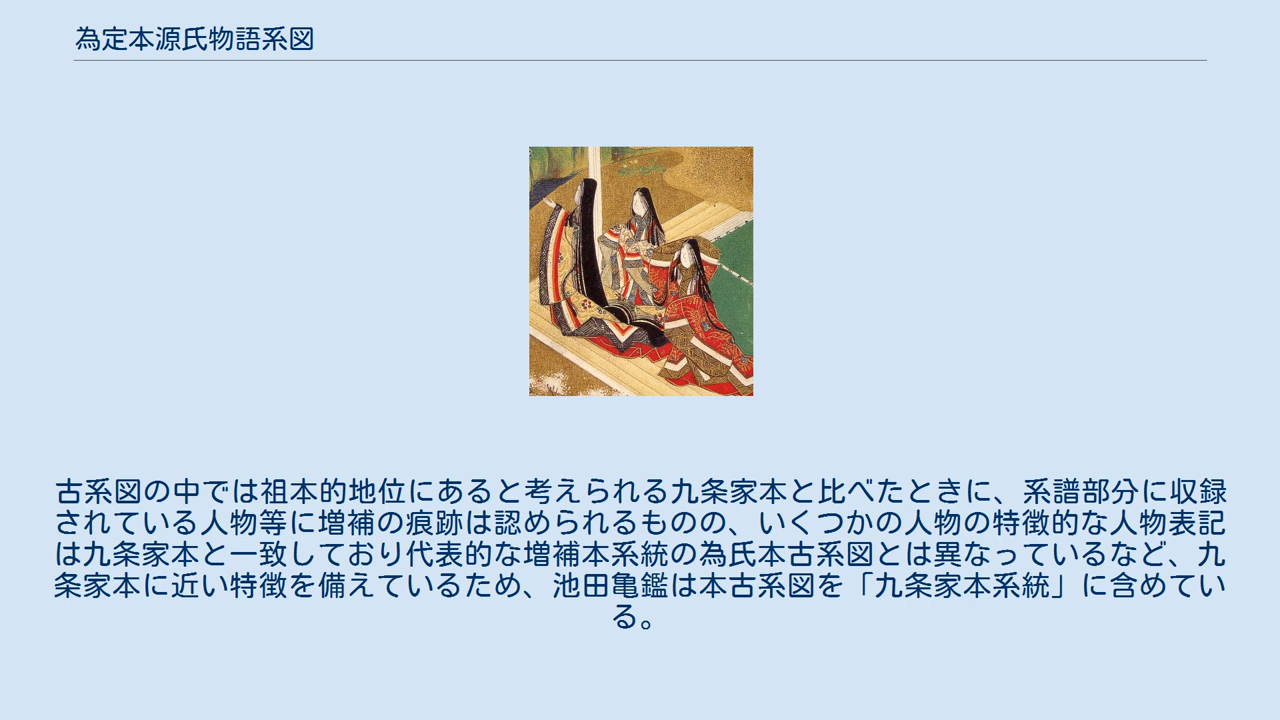 為定本源氏物語系図
古系図の中では祖本的地位にあると考えられる九条家本と比べたときに、系譜部分に収録
されている人物等に増補の痕跡は認められるものの、いくつかの人物の特徴的な人物表記
は九条家本と一致しており代表的な増補本系統の為氏本古系図とは異なっているなど、九
条家本に近い特徴を備えているため、池田亀鑑は本古系図を「九条家本系統」に含めてい
る。